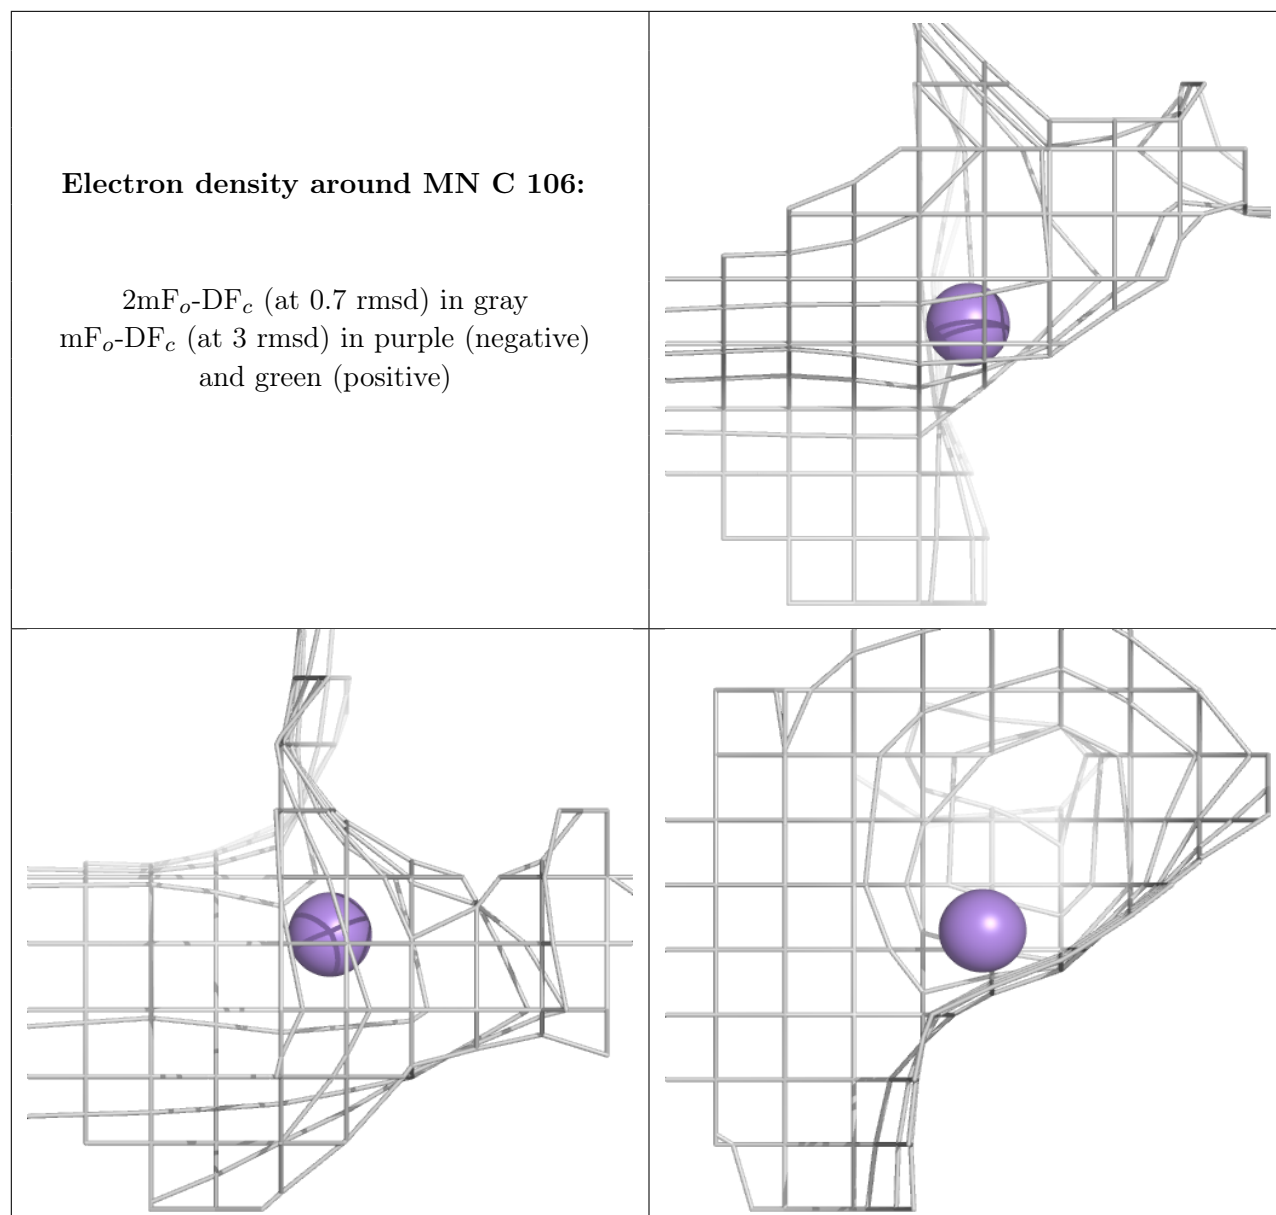 Electron density around MN C 106:
2mFo-DFc (at 0.7 rmsd) in gray
mFo-DFc (at 3 rmsd) in purple (negative)
and green (positive)